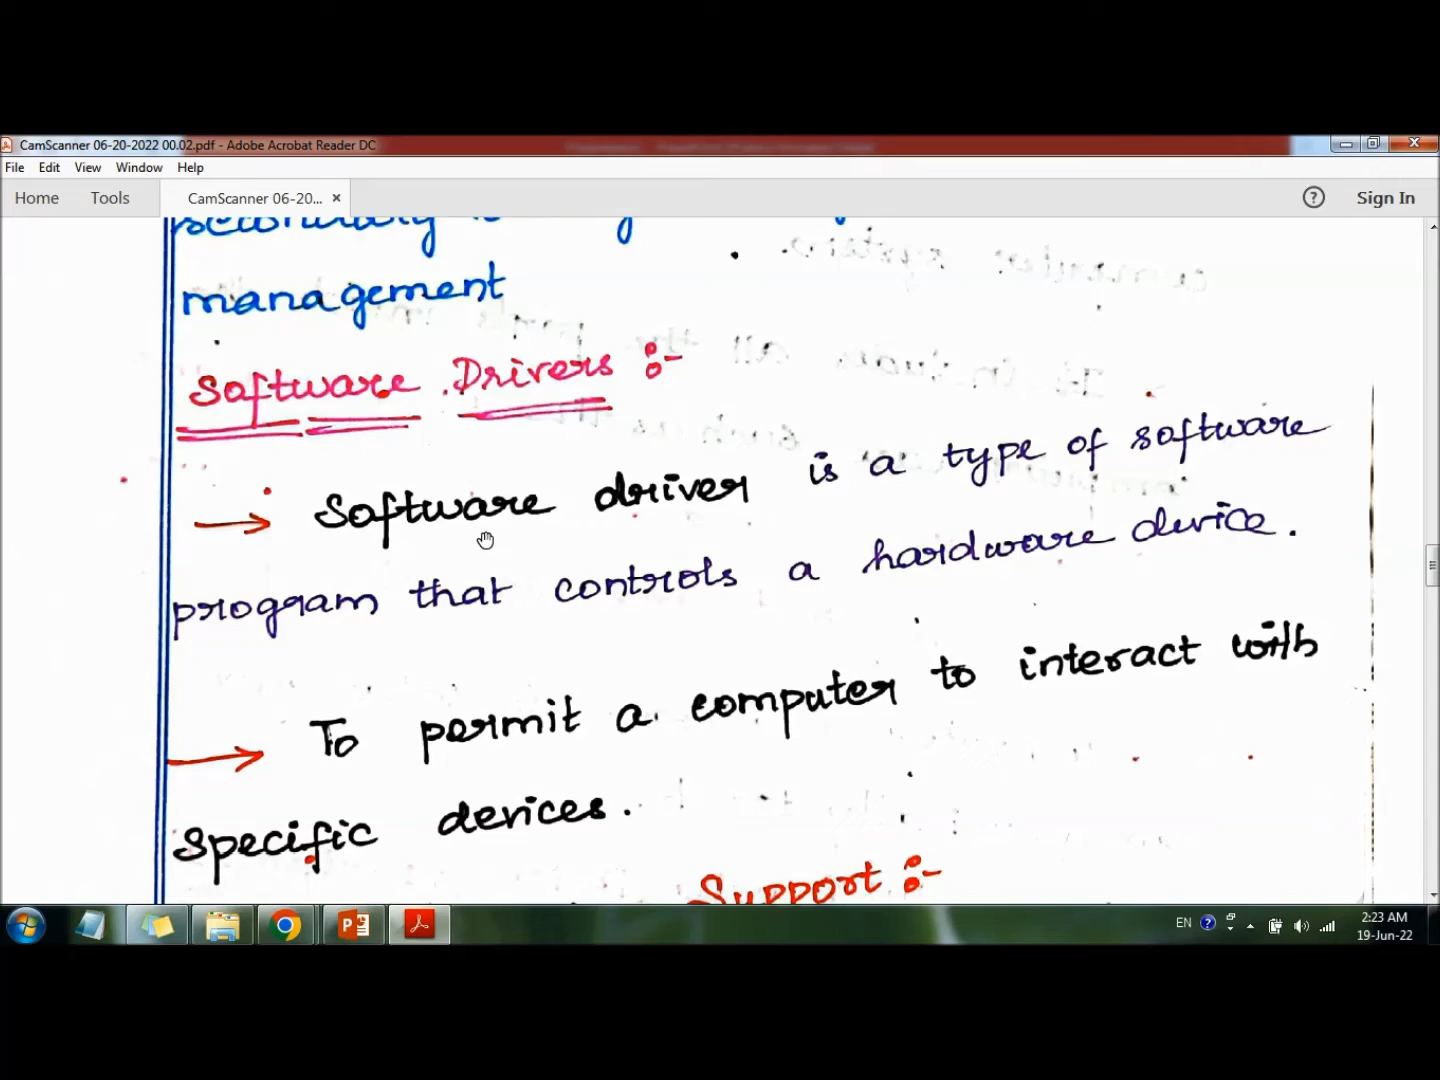 CamScanner 06-20-2022 00.02.pdf - Adobe Acrobat Reader DC
File Edit View Window Help
Home Tools CamScanner 06-20... × ? Sign In
management
Software Drivers :-
→ Software driver is a type of software
program that controls a hardware device.
→ To permit a computer to interact with
specific devices.
Support :-
EN ? 2:23 AM
19-Jun-22